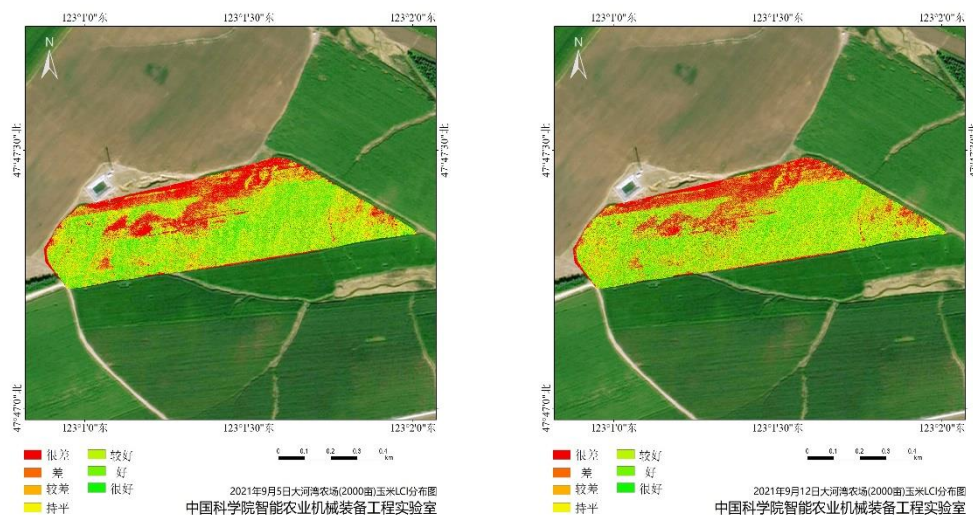 123°1'0"东 123°1'30"东 123°2'0"东
N
47°47'30"北
47°47'0"北
123°1'0"东 123°1'30"东 123°2'0"东
很差
差
较差
持平
较好
好
很好
0 0.1 0.2 0.3 0.4
km
2021年9月5日大河湾农场(2000亩)玉米LCI分布图
中国科学院智能农业机械装备工程实验室
123°1'0"东 123°1'30"东 123°2'0"东
N
47°47'30"北
47°47'0"北
123°1'0"东 123°1'30"东 123°2'0"东
很差
差
较差
持平
较好
好
很好
0 0.1 0.2 0.3 0.4
km
2021年9月12日大河湾农场(2000亩)玉米LCI分布图
中国科学院智能农业机械装备工程实验室